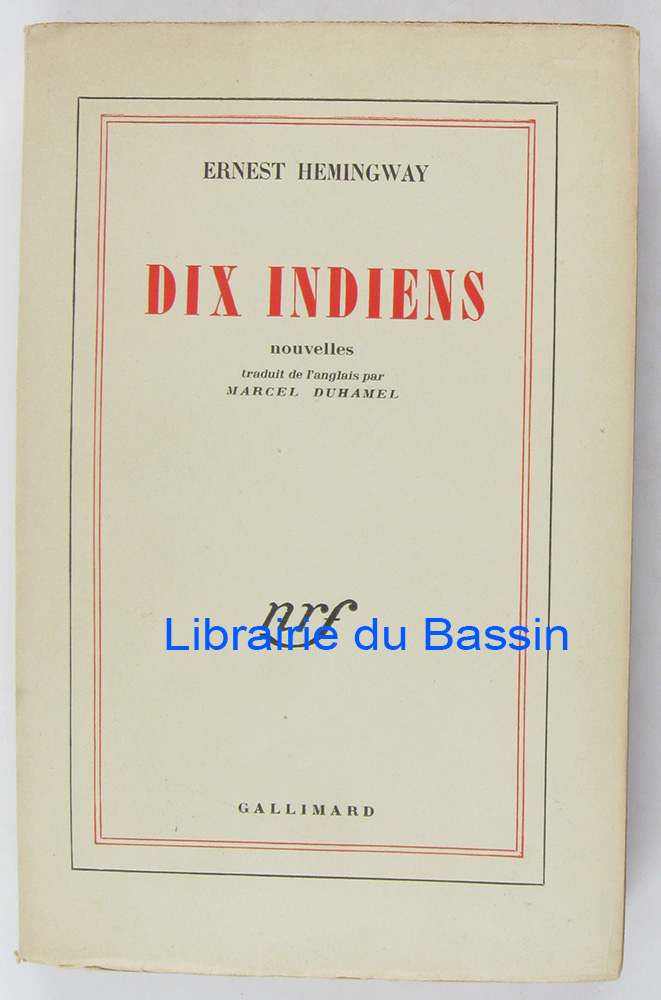 ERNEST HEMINGWAY
DIX INDIENS
nouvelles
traduit de l'anglais par
MARCEL DUHAMEL
nrf
Librairie du Bassin
GALLIMARD